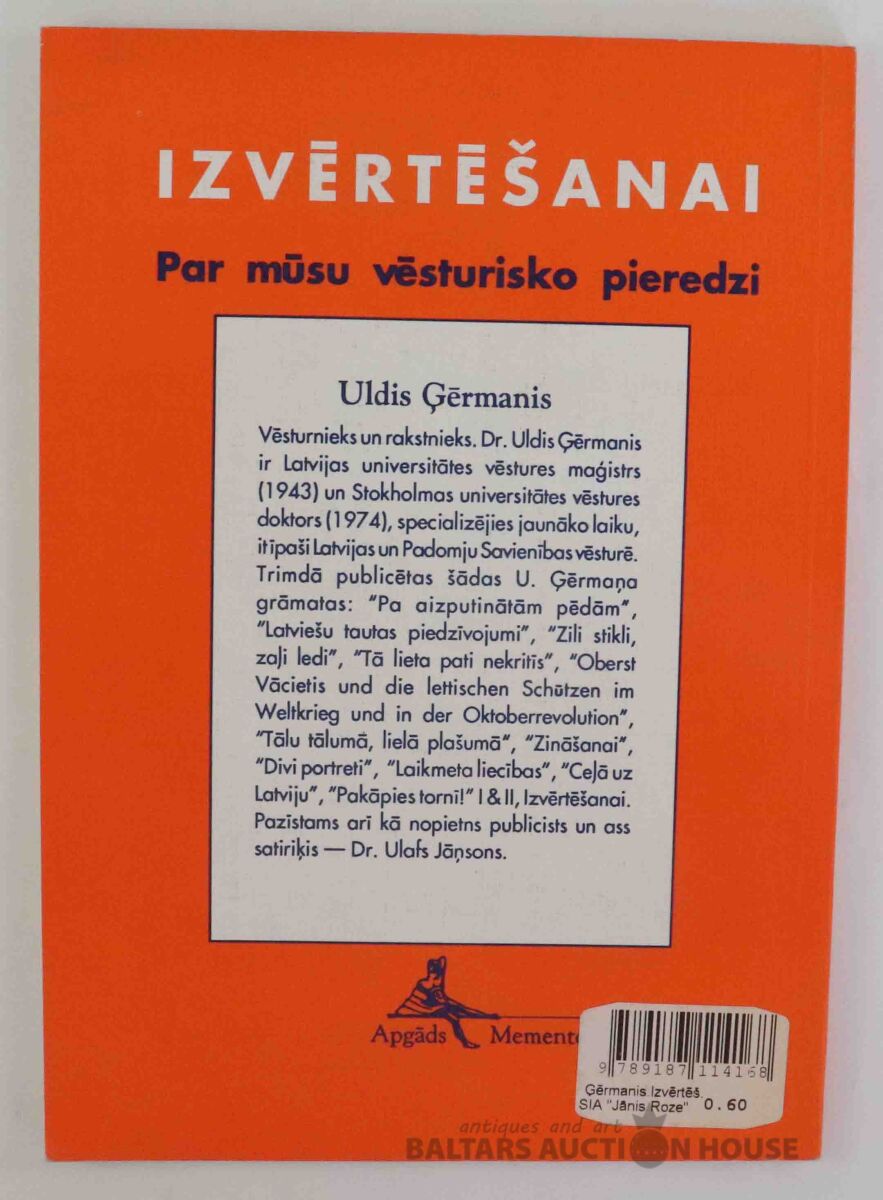 IZVĒRTĒŠANAI
Par mūsu vēsturisko pieredzi
Uldis Ģērmanis
Vēsturnieks un rakstnieks. Dr. Uldis Ģērmanis
ir Latvijas universitātes vēstures maģistrs
(1943) un Stokholmas universitātes vēstures
doktors (1974), specializējies jaunāko laiku,
itīpaši Latvijas un Padomju Savienības vēsturē.
Trimdā publicētas šādas U. Ģērmaņa
grāmatas: "Pa aizputinātām pēdām",
"Latviešu tautas piedzīvojumi", "Zili stikli,
zaļi ledi", "Tā lieta pati nekritīs", "Oberst
Vācietis und die lettischen Schützen im
Weltkrieg und in der Oktoberrevolution",
"Tālu tālumā, lielā plašumā", "Zināšanai",
"Divi portreti", "Laikmeta liecības", "Ceļā uz
Latviju", "Pakāpies tornī!" I & II, Izvērtēšanai.
Pazīstams arī kā nopietns publicists un ass
satiriķis — Dr. Ulafs Jāņsons.
Apgāds Memento
9 789187 114168
Ģērmanis Izvērtēš.
SIA "Jānis Roze" 0.60
antiques and art
BALTARS AUCTION HOUSE